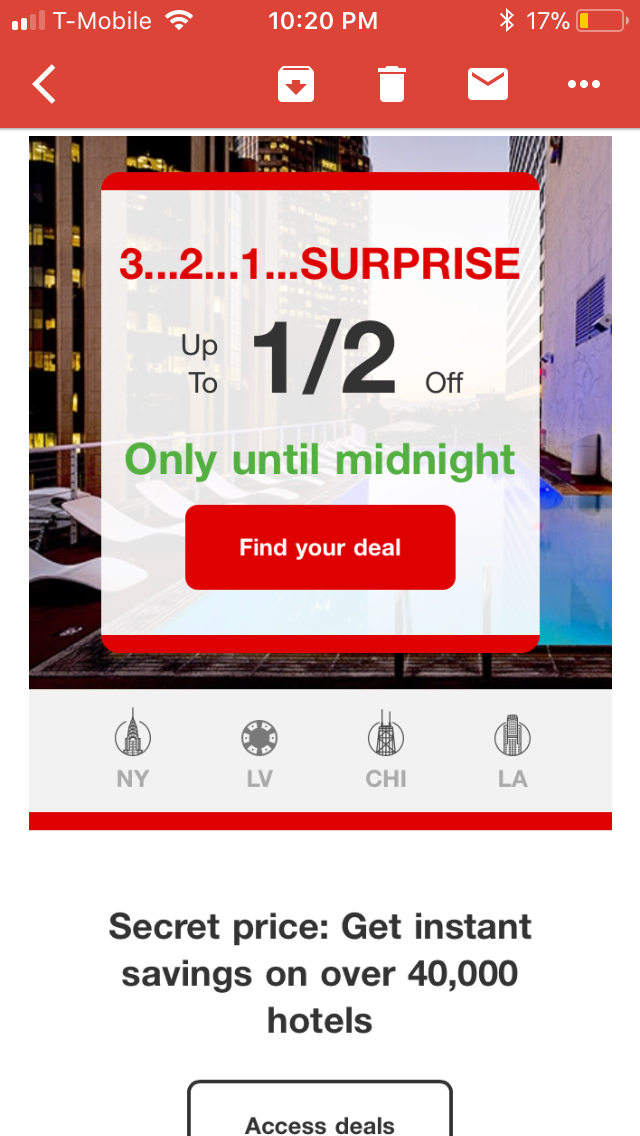 T-Mobile 10:20 PM 17%
3...2...1...SURPRISE
Up
To 1/2 Off
Only until midnight
Find your deal
NY LV CHI LA
Secret price: Get instant
savings on over 40,000
hotels
Access deals